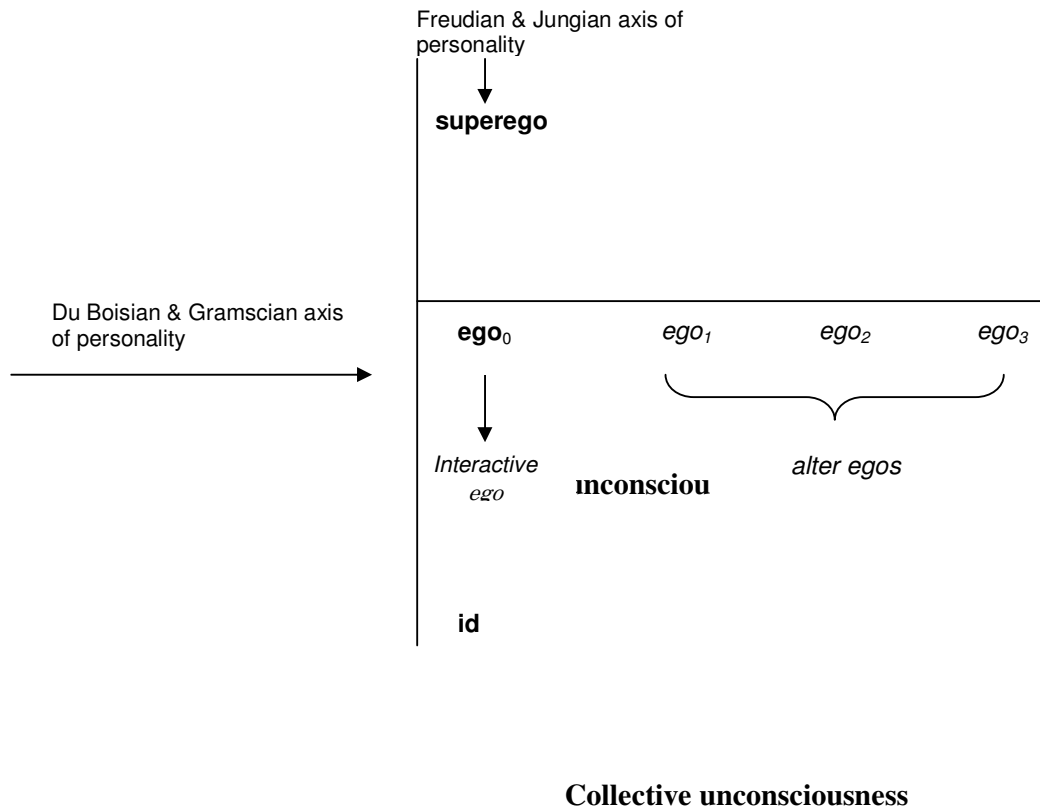 Freudian & Jungian axis of
personality
superego
Du Boisian & Gramscian axis
of personality
ego₀ ego₁ ego₂ ego₃
Interactive
ego
alter egos
id
Collective unconsciousness